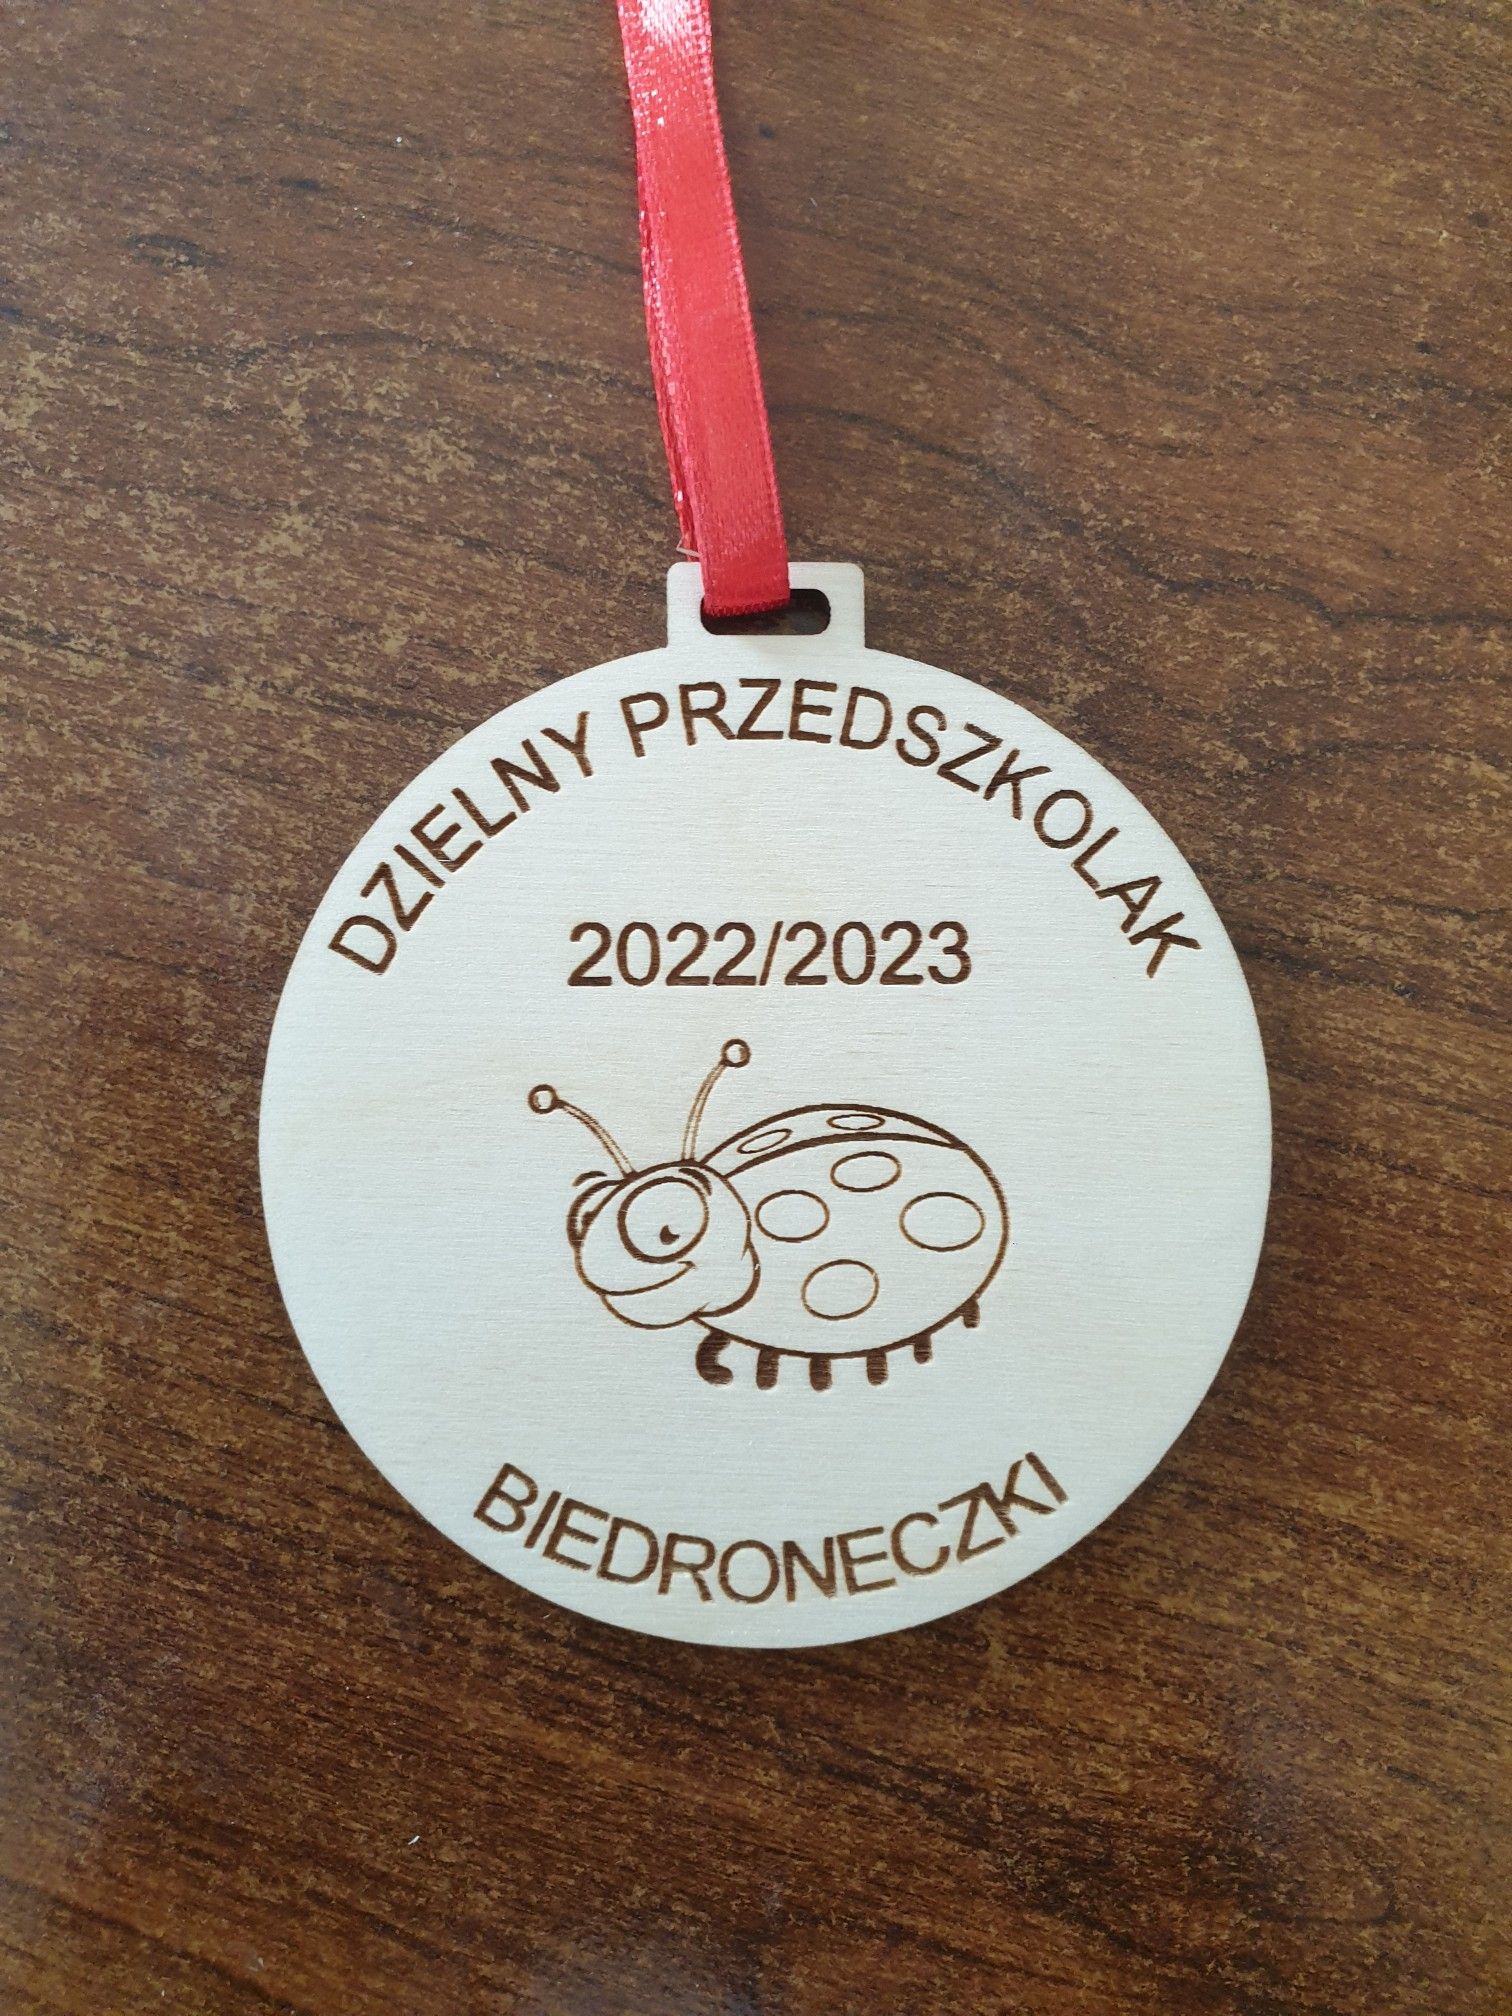 DZIELNY PRZEDSZKOLAK
2022/2023
BIEDRONECZKI